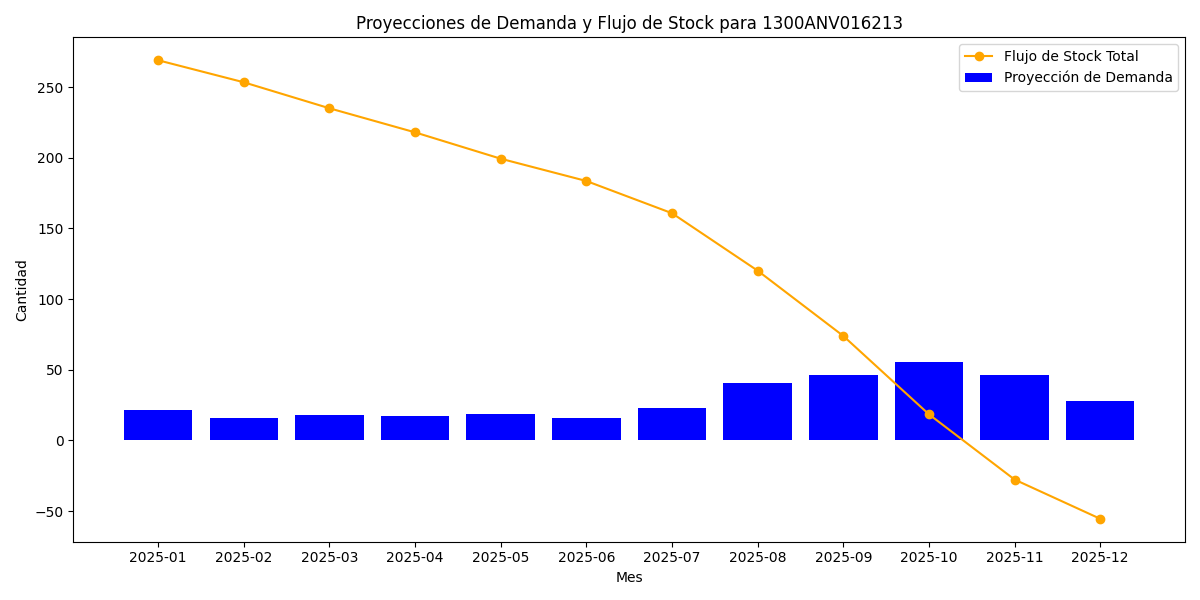 Proyecciones de Demanda y Flujo de Stock para 1300ANV016213
Flujo de Stock Total
Proyección de Demanda
Cantidad
250
200
150
100
50
0
−50
2025-01 2025-02 2025-03 2025-04 2025-05 2025-06 2025-07 2025-08 2025-09 2025-10 2025-11 2025-12
Mes